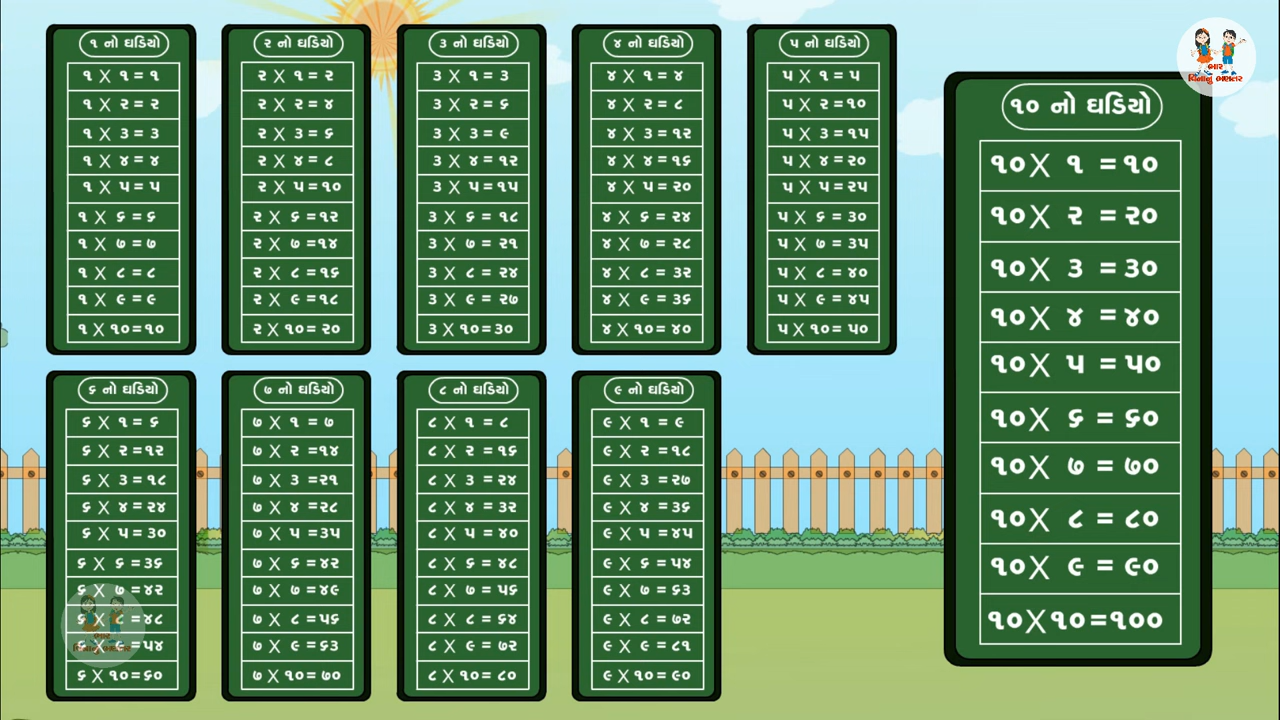 ૧ નો ઘડિયો
૧ X ૧ = ૧
૧ X ૨ = ૨
૧ X ૩ = ૩
૧ X ૪ = ૪
૧ X ૫ = ૫
૧ X ૬ = ૬
૧ X ૭ = ૭
૧ X ૮ = ૮
૧ X ૯ = ૯
૧ X ૧૦ = ૧૦
૨ નો ઘડિયો
૨ X ૧ = ૨
૨ X ૨ = ૪
૨ X ૩ = ૬
૨ X ૪ = ૮
૨ X ૫ = ૧૦
૨ X ૬ = ૧૨
૨ X ૭ = ૧૪
૨ X ૮ = ૧૬
૨ X ૯ = ૧૮
૨ X ૧૦ = ૨૦
૩ નો ઘડિયો
૩ X ૧ = ૩
૩ X ૨ = ૬
૩ X ૩ = ૯
૩ X ૪ = ૧૨
૩ X ૫ = ૧૫
૩ X ૬ = ૧૮
૩ X ૭ = ૨૧
૩ X ૮ = ૨૪
૩ X ૯ = ૨૭
૩ X ૧૦ = ૩૦
૪ નો ઘડિયો
૪ X ૧ = ૪
૪ X ૨ = ૮
૪ X ૩ = ૧૨
૪ X ૪ = ૧૬
૪ X ૫ = ૨૦
૪ X ૬ = ૨૪
૪ X ૭ = ૨૮
૪ X ૮ = ૩૨
૪ X ૯ = ૩૬
૪ X ૧૦ = ૪૦
૫ નો ઘડિયો
૫ X ૧ = ૫
૫ X ૨ = ૧૦
૫ X ૩ = ૧૫
૫ X ૪ = ૨૦
૫ X ૫ = ૨૫
૫ X ૬ = ૩૦
૫ X ૭ = ૩૫
૫ X ૮ = ૪૦
૫ X ૯ = ૪૫
૫ X ૧૦ = ૫૦
૬ નો ઘડિયો
૬ X ૧ = ૬
૬ X ૨ = ૧૨
૬ X ૩ = ૧૮
૬ X ૪ = ૨૪
૬ X ૫ = ૩૦
૬ X ૬ = ૩૬
૬ X ૭ = ૪૨
૬ X ૮ = ૪૮
૬ X ૯ = ૫૪
૬ X ૧૦ = ૬૦
૭ નો ઘડિયો
૭ X ૧ = ૭
૭ X ૨ = ૧૪
૭ X ૩ = ૨૧
૭ X ૪ = ૨૮
૭ X ૫ = ૩૫
૭ X ૬ = ૪૨
૭ X ૭ = ૪૯
૭ X ૮ = ૫૬
૭ X ૯ = ૬૩
૭ X ૧૦ = ૭૦
૮ નો ઘડિયો
૮ X ૧ = ૮
૮ X ૨ = ૧૬
૮ X ૩ = ૨૪
૮ X ૪ = ૩૨
૮ X ૫ = ૪૦
૮ X ૬ = ૪૮
૮ X ૭ = ૫૬
૮ X ૮ = ૬૪
૮ X ૯ = ૭૨
૮ X ૧૦ = ૮૦
૯ નો ઘડિયો
૯ X ૧ = ૯
૯ X ૨ = ૧૮
૯ X ૩ = ૨૭
૯ X ૪ = ૩૬
૯ X ૫ = ૪૫
૯ X ૬ = ૫૪
૯ X ૭ = ૬૩
૯ X ૮ = ૭૨
૯ X ૯ = ૮૧
૯ X ૧૦ = ૯૦
૧૦ નો ઘડિયો
૧૦ X ૧ = ૧૦
૧૦ X ૨ = ૨૦
૧૦ X ૩ = ૩૦
૧૦ X ૪ = ૪૦
૧૦ X ૫ = ૫૦
૧૦ X ૬ = ૬૦
૧૦ X ૭ = ૭૦
૧૦ X ૮ = ૮૦
૧૦ X ૯ = ૯૦
૧૦ X ૧૦ = ૧૦૦
ભાર
વિનાનું ભણતર